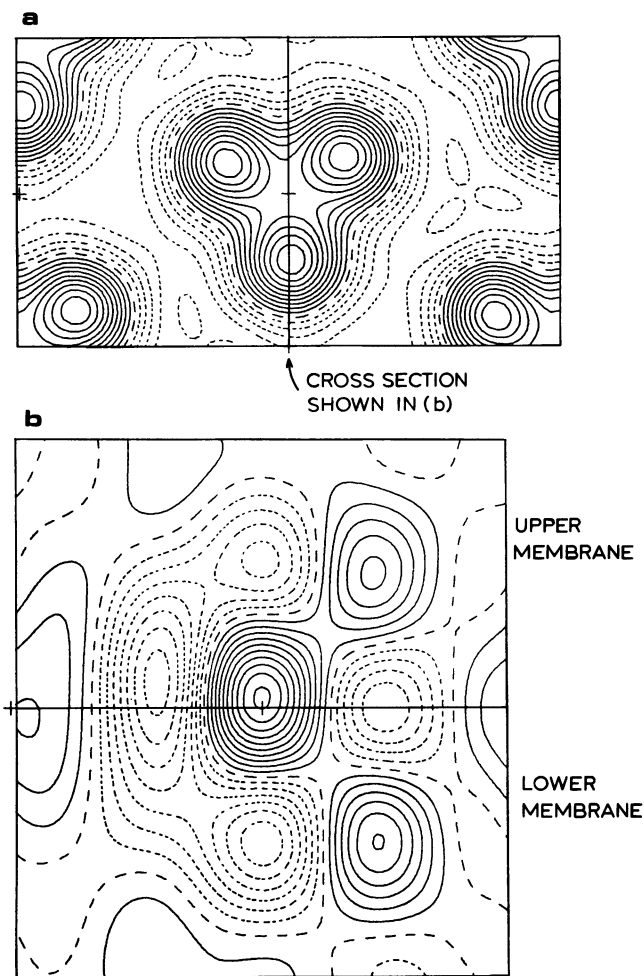 a
CROSS SECTION
SHOWN IN (b)
b
UPPER
MEMBRANE
LOWER
MEMBRANE